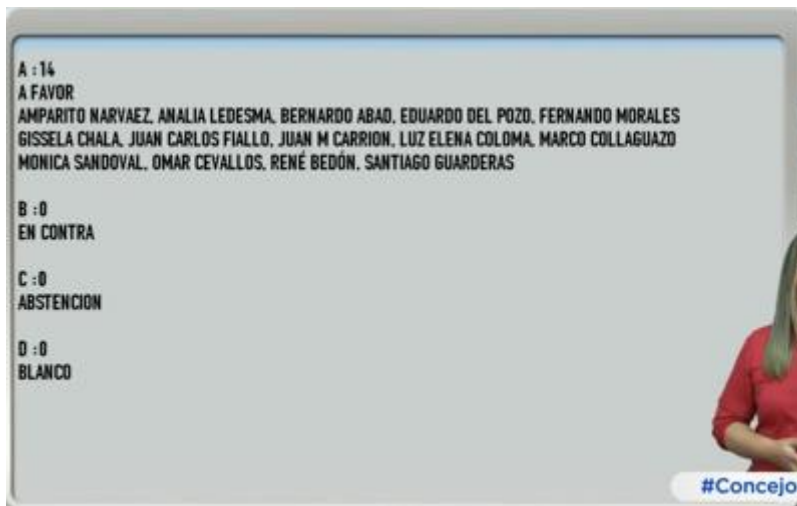 A :14
A FAVOR
AMPARITO NARVAEZ, ANALIA LEDESMA, BERNARDO ABAD, EDUARDO DEL POZO, FERNANDO MORALES
GISSELA CHALA, JUAN CARLOS FIALLO, JUAN M CARRION, LUZ ELENA COLOMA, MARCO COLLAGUAZO
MONICA SANDOVAL, OMAR CEVALLOS, RENÉ BEDÓN, SANTIAGO GUARDERAS
B :0
EN CONTRA
C :0
ABSTENCION
D :0
BLANCO
#Concejo